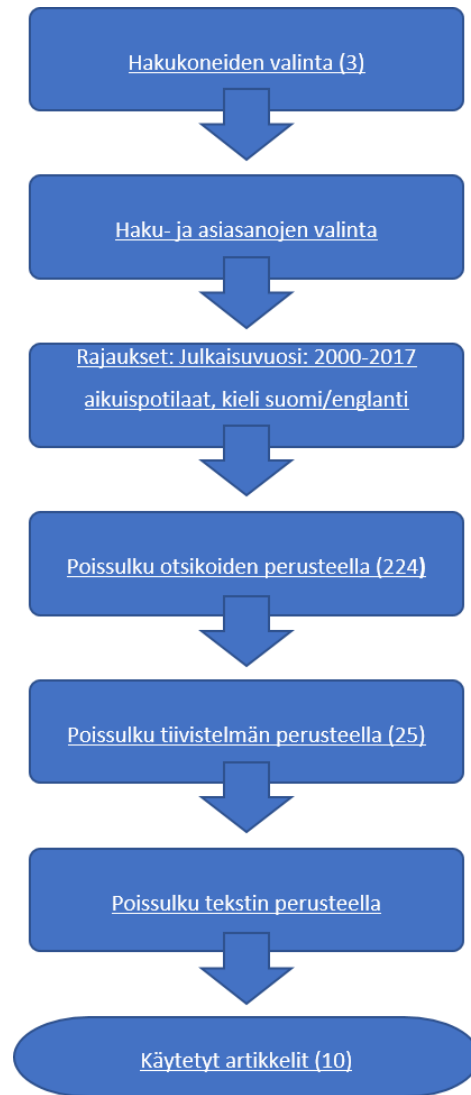 Hakukoneiden valinta (3)
Haku- ja asiasanojen valinta
Rajaukset: Julkaisuvuosi: 2000-2017
aikuispotilaat, kieli suomi/englanti
Poissulku otsikoiden perusteella (224)
Poissulku tiivistelmän perusteella (25)
Poissulku tekstin perusteella
Käytetyt artikkelit (10)